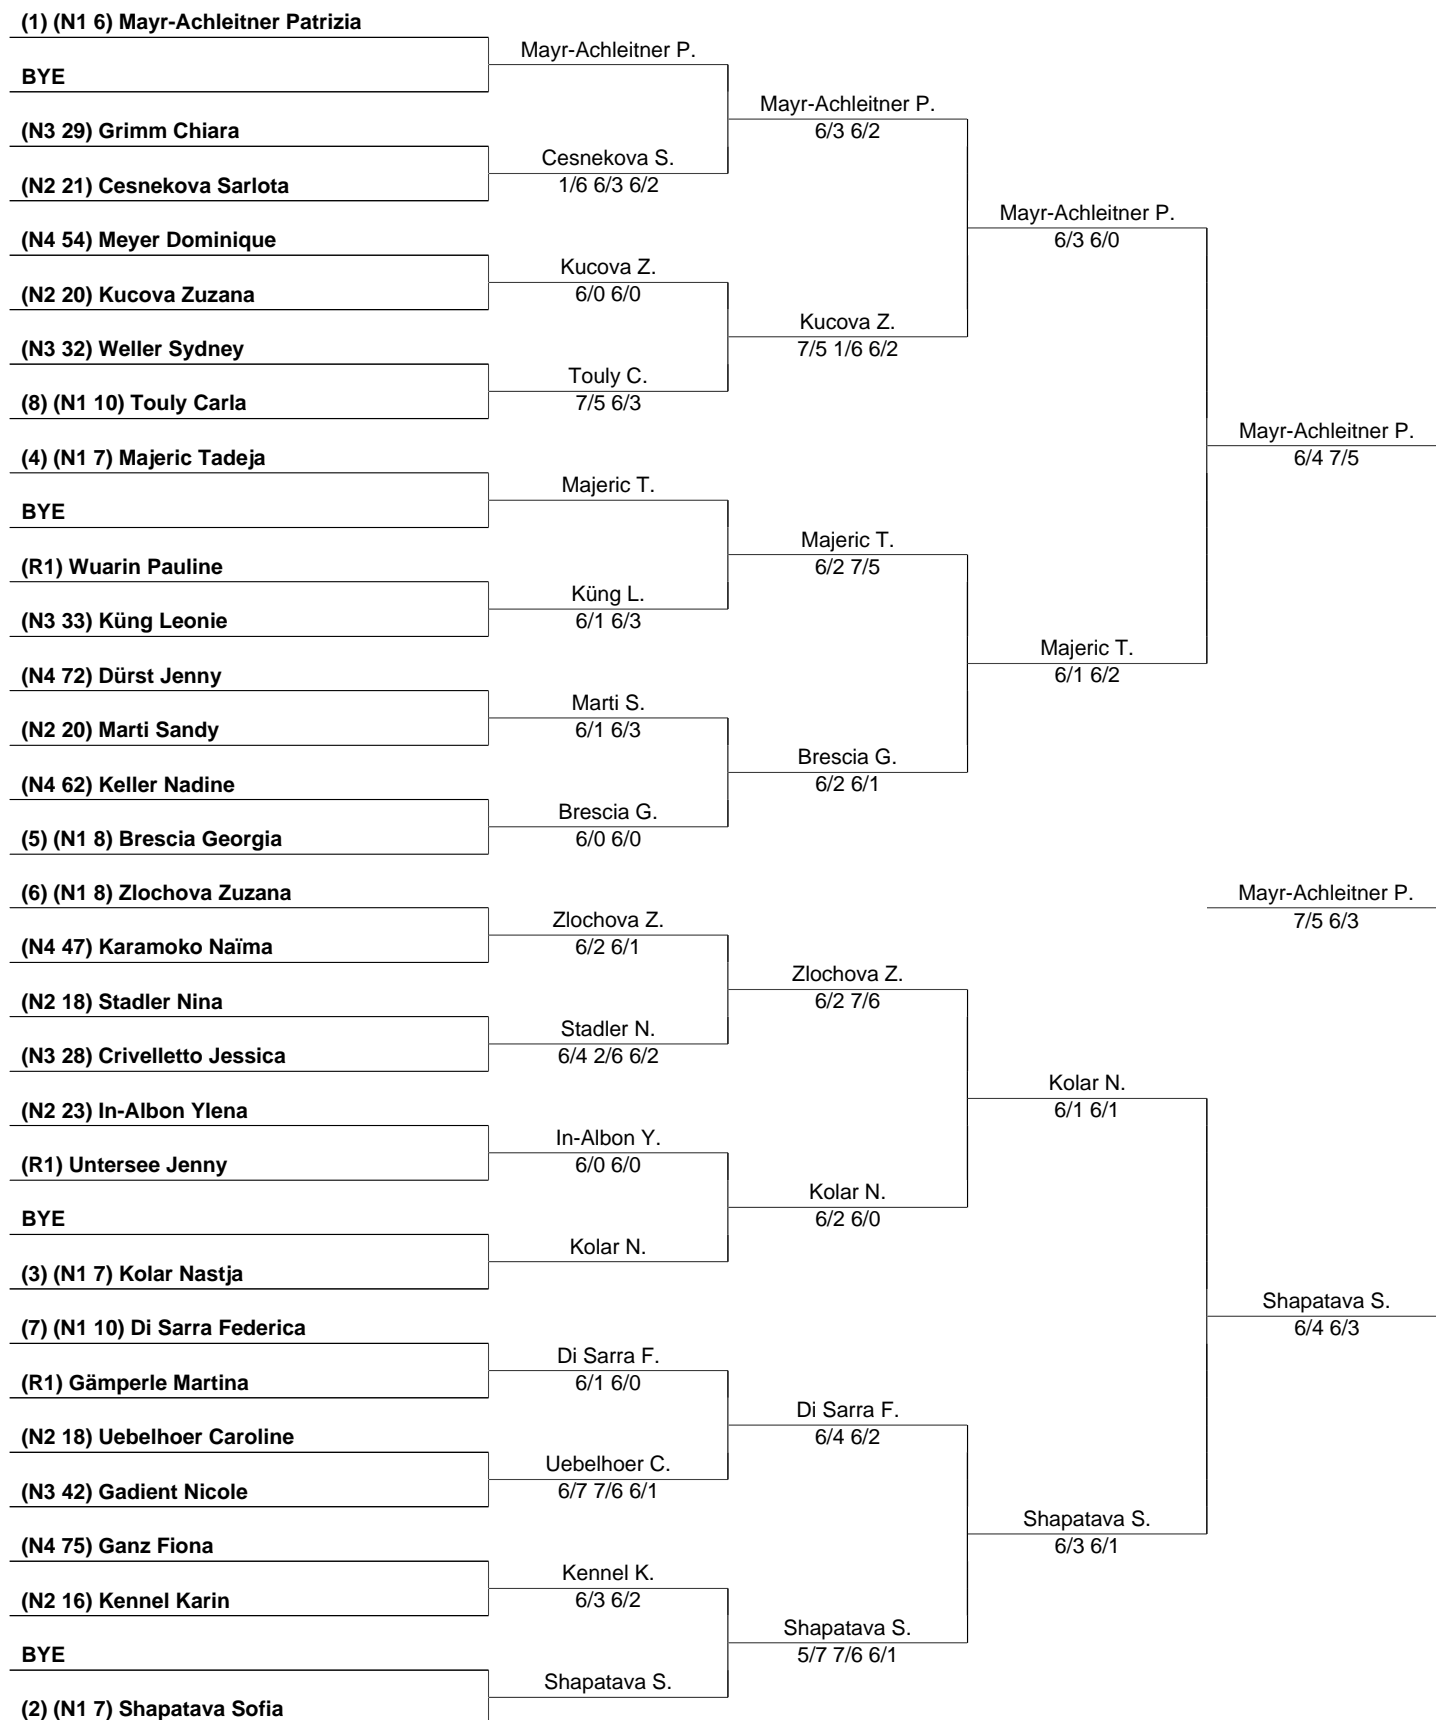 (1) (N1 6) Mayr-Achleitner Patrizia
Mayr-Achleitner P.
BYE
Mayr-Achleitner P.
6/3 6/2
(N3 29) Grimm Chiara
Cesnekova S.
1/6 6/3 6/2
(N2 21) Cesnekova Sarlota
Mayr-Achleitner P.
6/3 6/0
(N4 54) Meyer Dominique
Kucova Z.
6/0 6/0
(N2 20) Kucova Zuzana
Kucova Z.
7/5 1/6 6/2
(N3 32) Weller Sydney
Touly C.
7/5 6/3
(8) (N1 10) Touly Carla
Mayr-Achleitner P.
6/4 7/5
(4) (N1 7) Majeric Tadeja
Majeric T.
BYE
Majeric T.
6/2 7/5
(R1) Wuarin Pauline
Küng L.
6/1 6/3
(N3 33) Küng Leonie
Majeric T.
6/1 6/2
(N4 72) Dürst Jenny
Marti S.
6/1 6/3
(N2 20) Marti Sandy
Brescia G.
6/2 6/1
(N4 62) Keller Nadine
Brescia G.
6/0 6/0
(5) (N1 8) Brescia Georgia
(6) (N1 8) Zlochova Zuzana
Mayr-Achleitner P.
7/5 6/3
Zlochova Z.
6/2 6/1
(N4 47) Karamoko Naïma
Zlochova Z.
6/2 7/6
(N2 18) Stadler Nina
Stadler N.
6/4 2/6 6/2
(N3 28) Crivelletto Jessica
Kolar N.
6/1 6/1
(N2 23) In-Albon Ylena
In-Albon Y.
6/0 6/0
(R1) Untersee Jenny
Kolar N.
6/2 6/0
BYE
Kolar N.
(3) (N1 7) Kolar Nastja
Shapatava S.
6/4 6/3
(7) (N1 10) Di Sarra Federica
Di Sarra F.
6/1 6/0
(R1) Gämperle Martina
Di Sarra F.
6/4 6/2
(N2 18) Uebelhoer Caroline
Uebelhoer C.
6/7 7/6 6/1
(N3 42) Gadient Nicole
Shapatava S.
6/3 6/1
(N4 75) Ganz Fiona
Kennel K.
6/3 6/2
(N2 16) Kennel Karin
Shapatava S.
5/7 7/6 6/1
BYE
Shapatava S.
(2) (N1 7) Shapatava Sofia